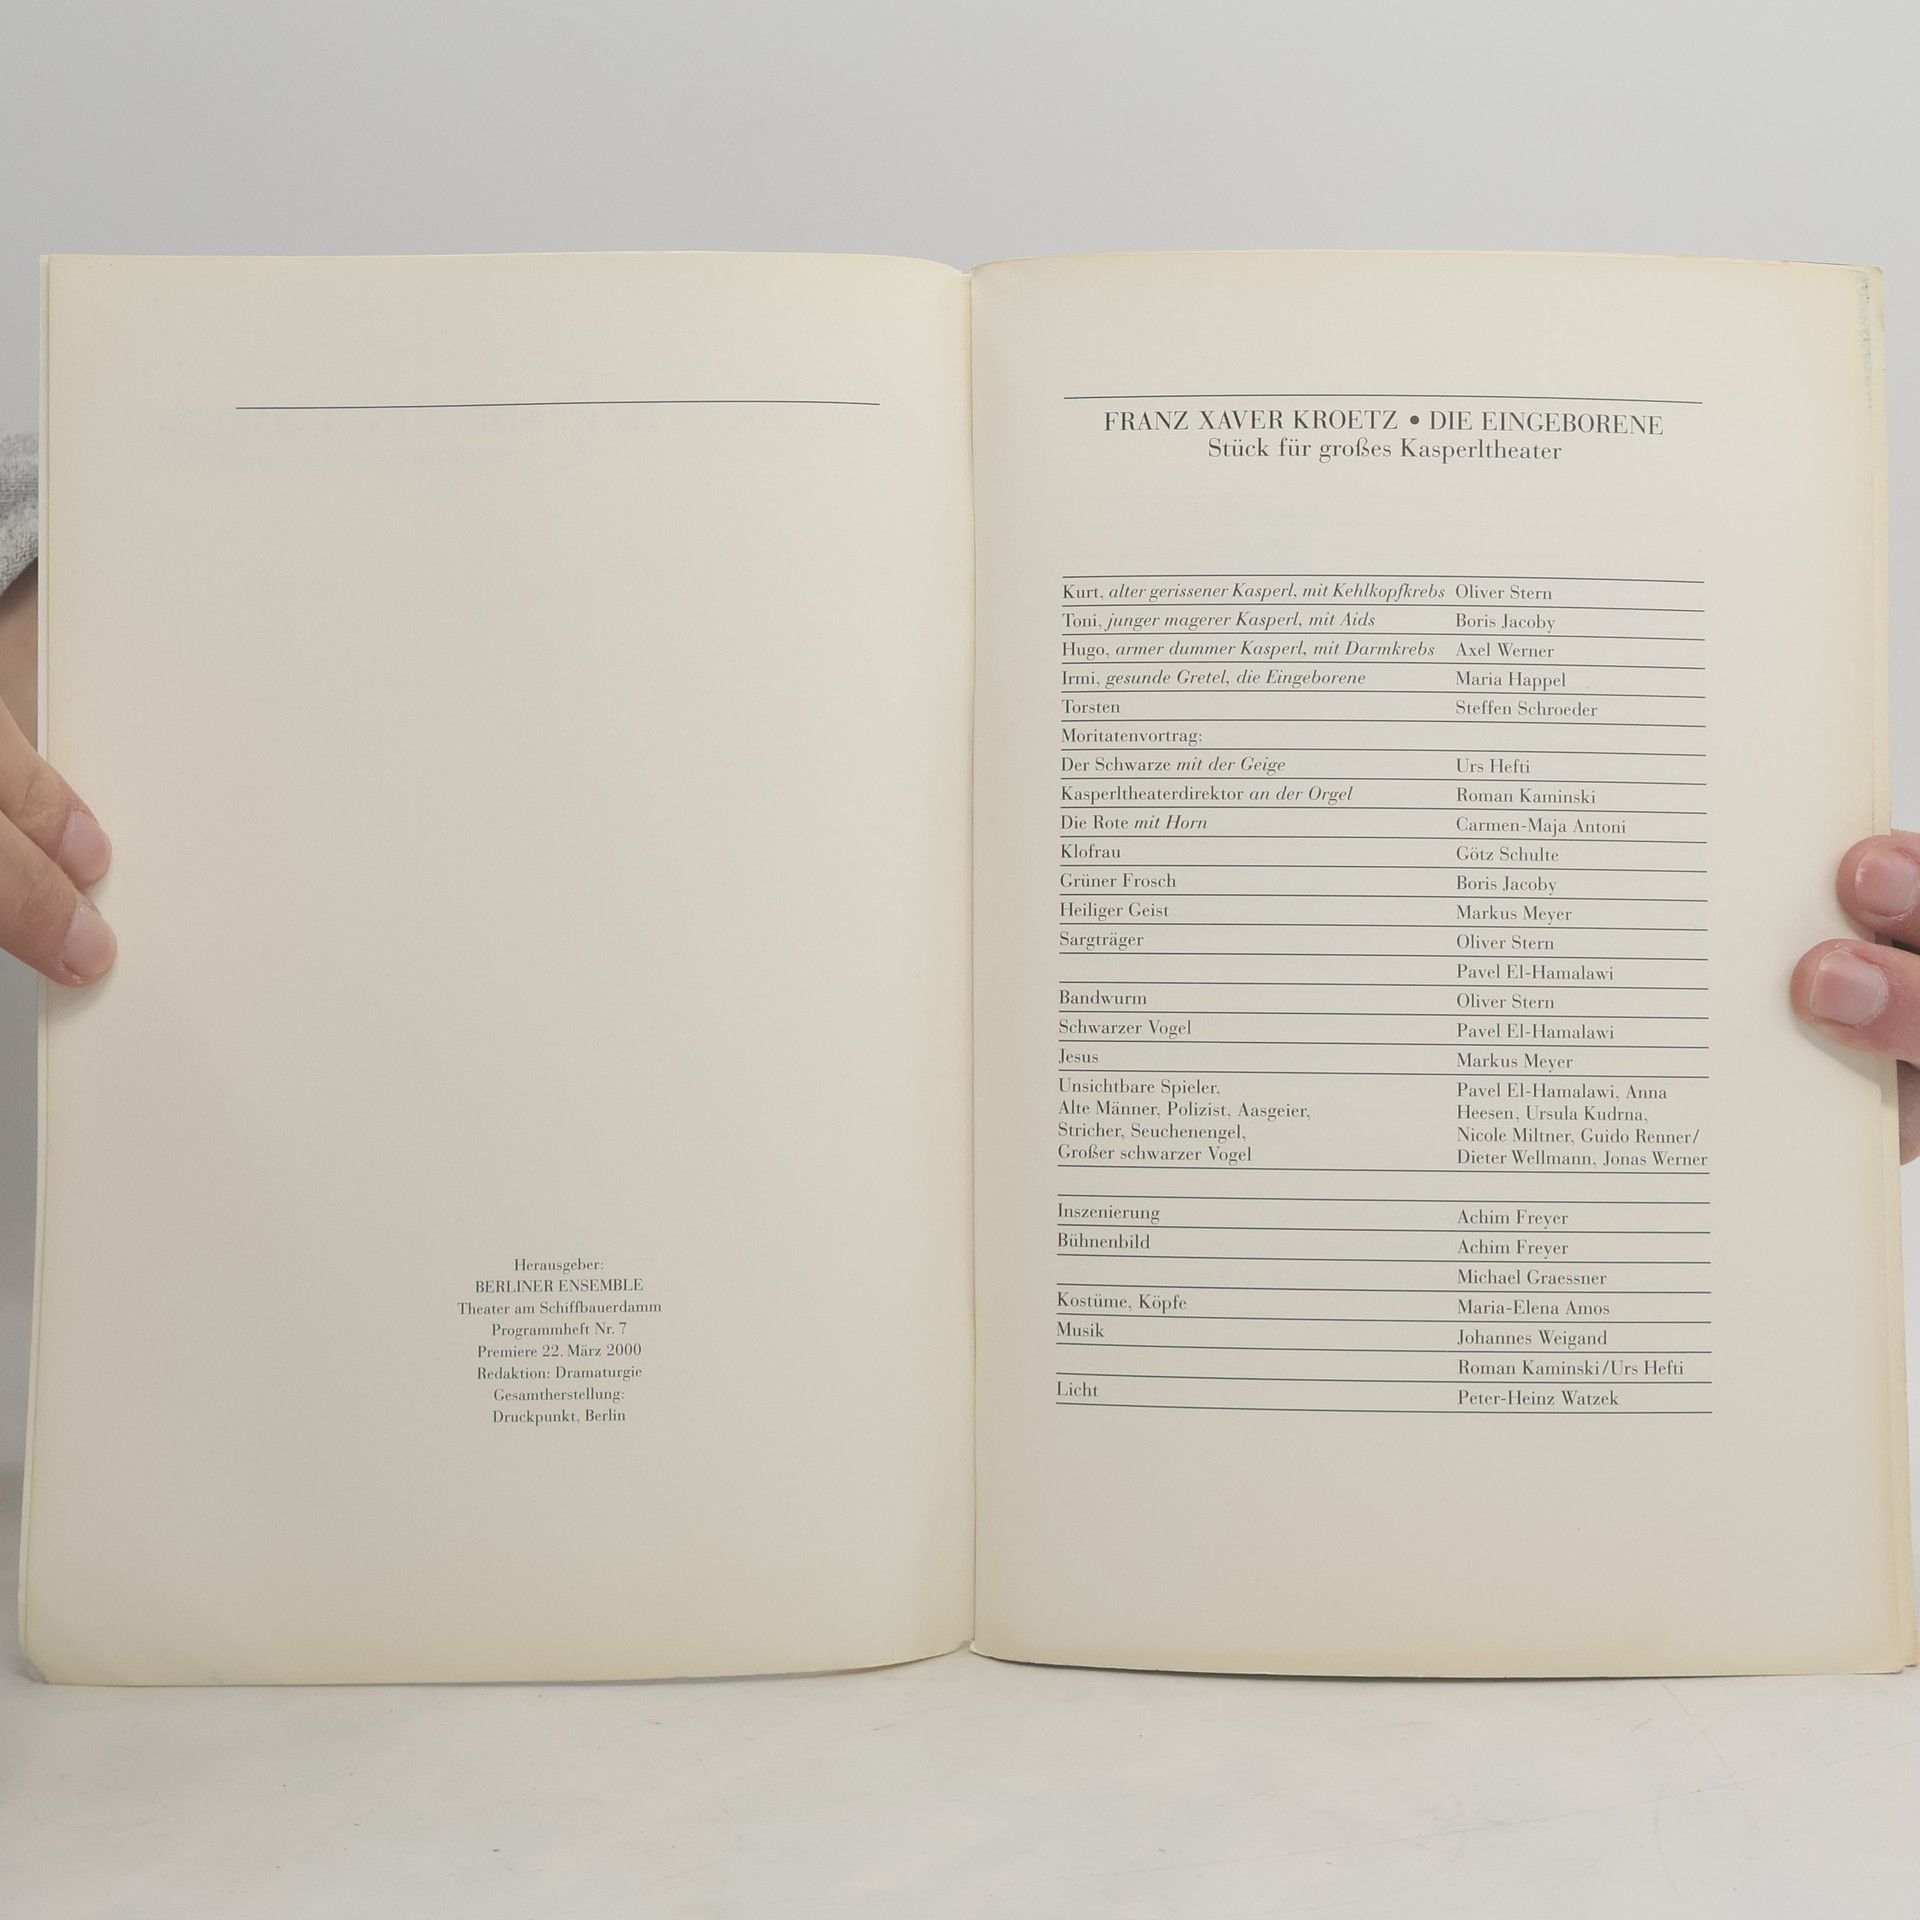 Herausgeber:
BERLINER ENSEMBLE
Theater am Schiffbauerdamm
Programmheft Nr. 7
Premiere 22. März 2000
Redaktion: Dramaturgie
Gesamtherstellung:
Druckpunkt, Berlin
FRANZ XAVER KROETZ • DIE EINGEBORENE
Stück für großes Kasperltheater
Kurt, alter gerissener Kasperl, mit Kehlkopfkrebs Oliver Stern
Toni, junger magerer Kasperl, mit Aids Boris Jacoby
Hugo, armer dummer Kasperl, mit Darmkrebs Axel Werner
Irmi, gesunde Gretel, die Eingeborene Maria Happel
Torsten Steffen Schroeder
Moritatenvortrag:
Der Schwarze mit der Geige Urs Hefti
Kasperltheaterdirektor an der Orgel Roman Kaminski
Die Rote mit Horn Carmen-Maja Antoni
Klofrau Götz Schulte
Grüner Frosch Boris Jacoby
Heiliger Geist Markus Meyer
Sargträger Oliver Stern
Pavel El-Hamalawi
Bandwurm Oliver Stern
Schwarzer Vogel Pavel El-Hamalawi
Jesus Markus Meyer
Unsichtbare Spieler, Pavel El-Hamalawi, Anna
Alte Männer, Polizist, Aasgeier, Heesen, Ursula Kudrna,
Stricher, Seuchenengel, Nicole Miltner, Guido Renner/
Großer schwarzer Vogel Dieter Wellmann, Jonas Werner
Inszenierung Achim Freyer
Bühnenbild Achim Freyer
Michael Graessner
Kostüme, Köpfe Maria-Elena Amos
Musik Johannes Weigand
Roman Kaminski/Urs Hefti
Licht Peter-Heinz Watzek